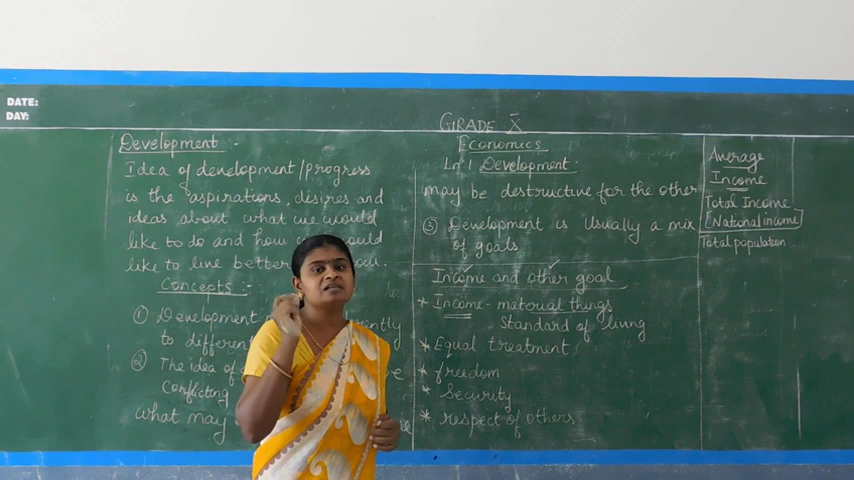 DATE:
DAY:
GRADE X
Economics
Ln 1 Development
Development :-
Idea of development/progress
is the aspirations, desires and
ideas about what we would
like to do and how would
like to live better
Concepts :-
① Development
to different
② The idea of
Conflicting
what may
may be destructive for the other
③ Development is Usually a mix
of goals
Income and other goal
* Income - material things
Standard of living
* Equal treatment
* freedom
* Security
* respect of others
Average
Income
Total Income
[National income]
Total population